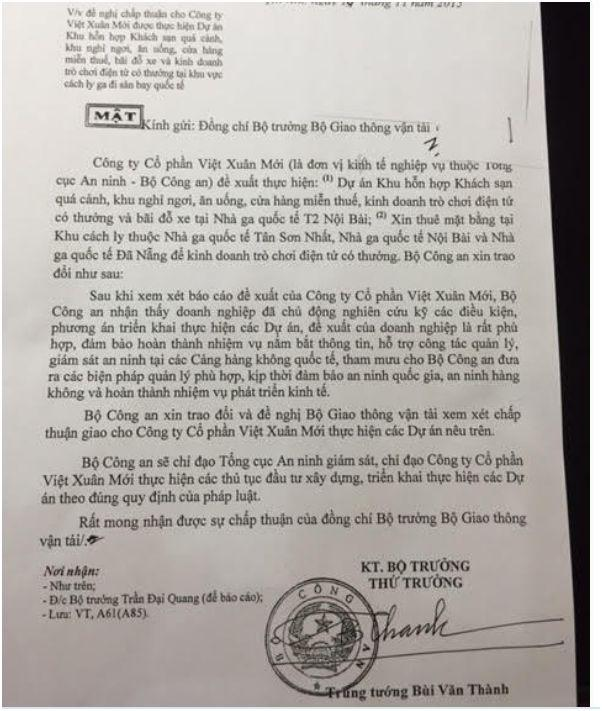 tháng 11 năm 2015
V/v đề nghị chấp thuận cho Công ty
Việt Xuân Mới được thực hiện Dự án
Khu hỗn hợp Khách sạn quá cảnh,
khu nghỉ ngơi, ăn uống, cửa hàng
miễn thuế, bãi đỗ xe và kinh doanh
trò chơi điện tử có thưởng tại khu vực
cách ly ga đi sân bay quốc tế
MẬT
Kính gửi: Đồng chí Bộ trưởng Bộ Giao thông vận tải
Công ty Cổ phần Việt Xuân Mới (là đơn vị kinh tế nghiệp vụ thuộc Tổng
cục An ninh - Bộ Công an) đề xuất thực hiện: (1) Dự án Khu hỗn hợp Khách sạn
quá cảnh, khu nghỉ ngơi, ăn uống, cửa hàng miễn thuế, kinh doanh trò chơi điện tử
có thưởng và bãi đỗ xe tại Nhà ga quốc tế T2 Nội Bài; (2) Xin thuê mặt bằng tại
Khu cách ly thuộc Nhà ga quốc tế Tân Sơn Nhất, Nhà ga quốc tế Nội Bài và Nhà
ga quốc tế Đà Nẵng để kinh doanh trò chơi điện tử có thưởng. Bộ Công an xin trao
đổi như sau:
Sau khi xem xét báo cáo đề xuất của Công ty Cổ phần Việt Xuân Mới, Bộ
Công an nhận thấy doanh nghiệp đã chủ động nghiên cứu kỹ các điều kiện,
phương án triển khai thực hiện các Dự án, đề xuất của doanh nghiệp là rất phù
hợp, đảm bảo hoàn thành nhiệm vụ nắm bắt thông tin, hỗ trợ công tác quản lý,
giám sát an ninh tại các Cảng hàng không quốc tế, tham mưu cho Bộ Công an đưa
ra các biện pháp quản lý phù hợp, kịp thời đảm bảo an ninh quốc gia, an ninh hàng
không và hoàn thành nhiệm vụ phát triển kinh tế.
Bộ Công an xin trao đổi và đề nghị Bộ Giao thông vận tải xem xét chấp
thuận giao cho Công ty Cổ phần Việt Xuân Mới thực hiện các Dự án nêu trên.
Bộ Công an sẽ chỉ đạo Tổng cục An ninh giám sát, chỉ đạo Công ty Cổ phần
Việt Xuân Mới thực hiện các thủ tục đầu tư xây dựng, triển khai thực hiện các Dự
án theo đúng quy định của pháp luật.
Rất mong nhận được sự chấp thuận của đồng chí Bộ trưởng Bộ Giao thông
vận tải/.
Nơi nhận:
- Như trên;
- Đ/c Bộ trưởng Trần Đại Quang (để báo cáo);
- Lưu: VT, A61(A85).
KT. BỘ TRƯỞNG
THỨ TRƯỞNG
BỘ CÔNG AN
Thanh
Trung tướng Bùi Văn Thành